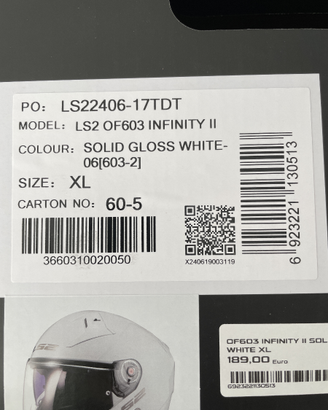 PO: LS22406-17TDT
MODEL: LS2 OF603 INFINITY II
COLOUR: SOLID GLOSS WHITE-
06[603-2]
SIZE: XL
CARTON NO: 60-5
3660310020050
X240619003119
6 923221 130513
OF603 INFINITY II SOL
WHITE XL
189,00 Euro
6923221130513